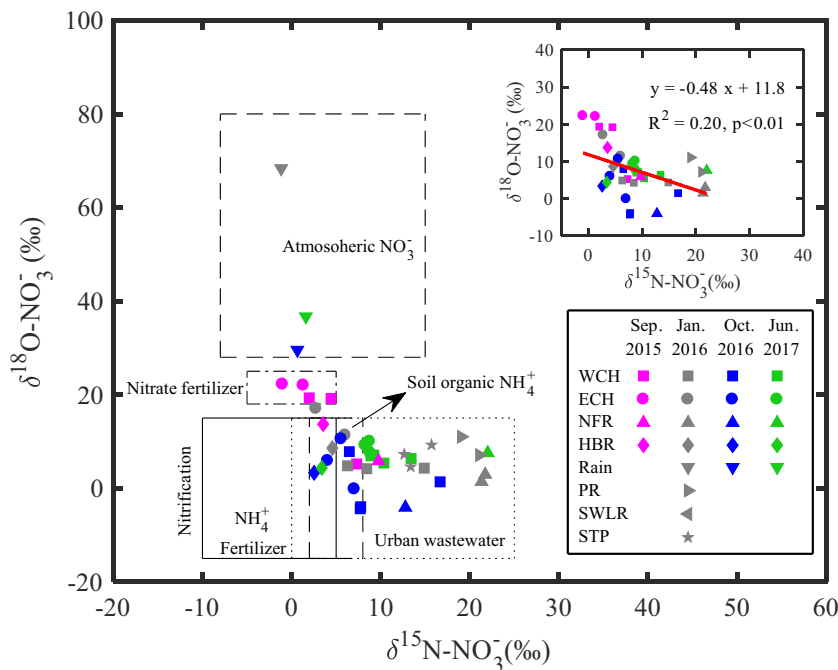 100
80
60
40
20
0
-20
-20
-10
0
10
20
30
40
50
60
δ¹⁸O-NO₃⁻ (‰)
δ¹⁵N-NO₃⁻(‰)
Atmosoheric NO₃⁻
Nitrate fertilizer
Soil organic NH₄⁺
Nitrification
NH₄⁺
Fertilizer
Urban wastewater
40
30
20
10
0
-10
0
10
20
30
40
δ¹⁸O-NO₃⁻ (‰)
δ¹⁵N-NO₃⁻(‰)
y = -0.48 x + 11.8
R² = 0.20, p<0.01
Sep. Jan. Oct. Jun.
2015 2016 2016 2017
WCH
ECH
NFR
HBR
Rain
PR
SWLR
STP